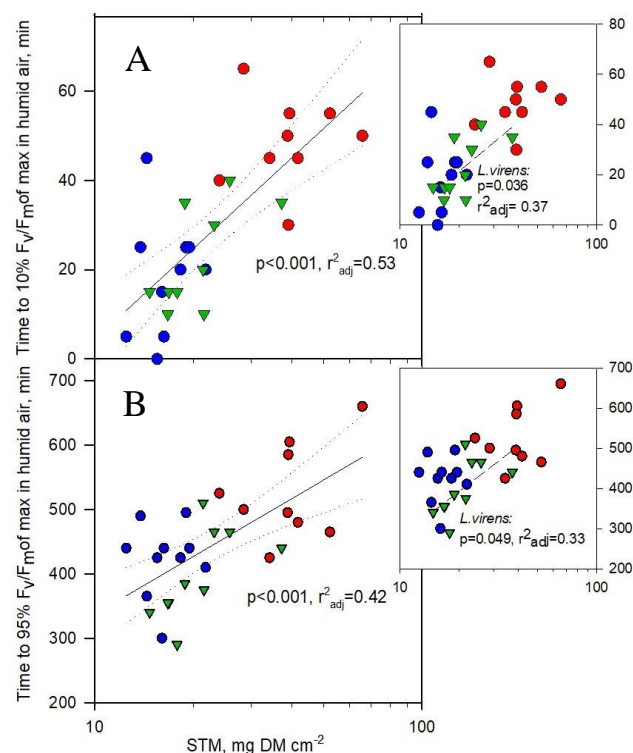 A
Time to 10% Fv/Fm of max in humid air, min
60
40
20
0
p<0.001, r²adj=0.53
80
60
40
20
0
L.virens:
p=0.036
r²adj= 0.37
10
100
B
Time to 95% Fv/Fm of max in humid air, min
700
600
500
400
300
200
p<0.001, r²adj=0.42
700
600
500
400
300
200
L.virens:
p=0.049, r²adj=0.33
10
100
10
100
STM, mg DM cm⁻²